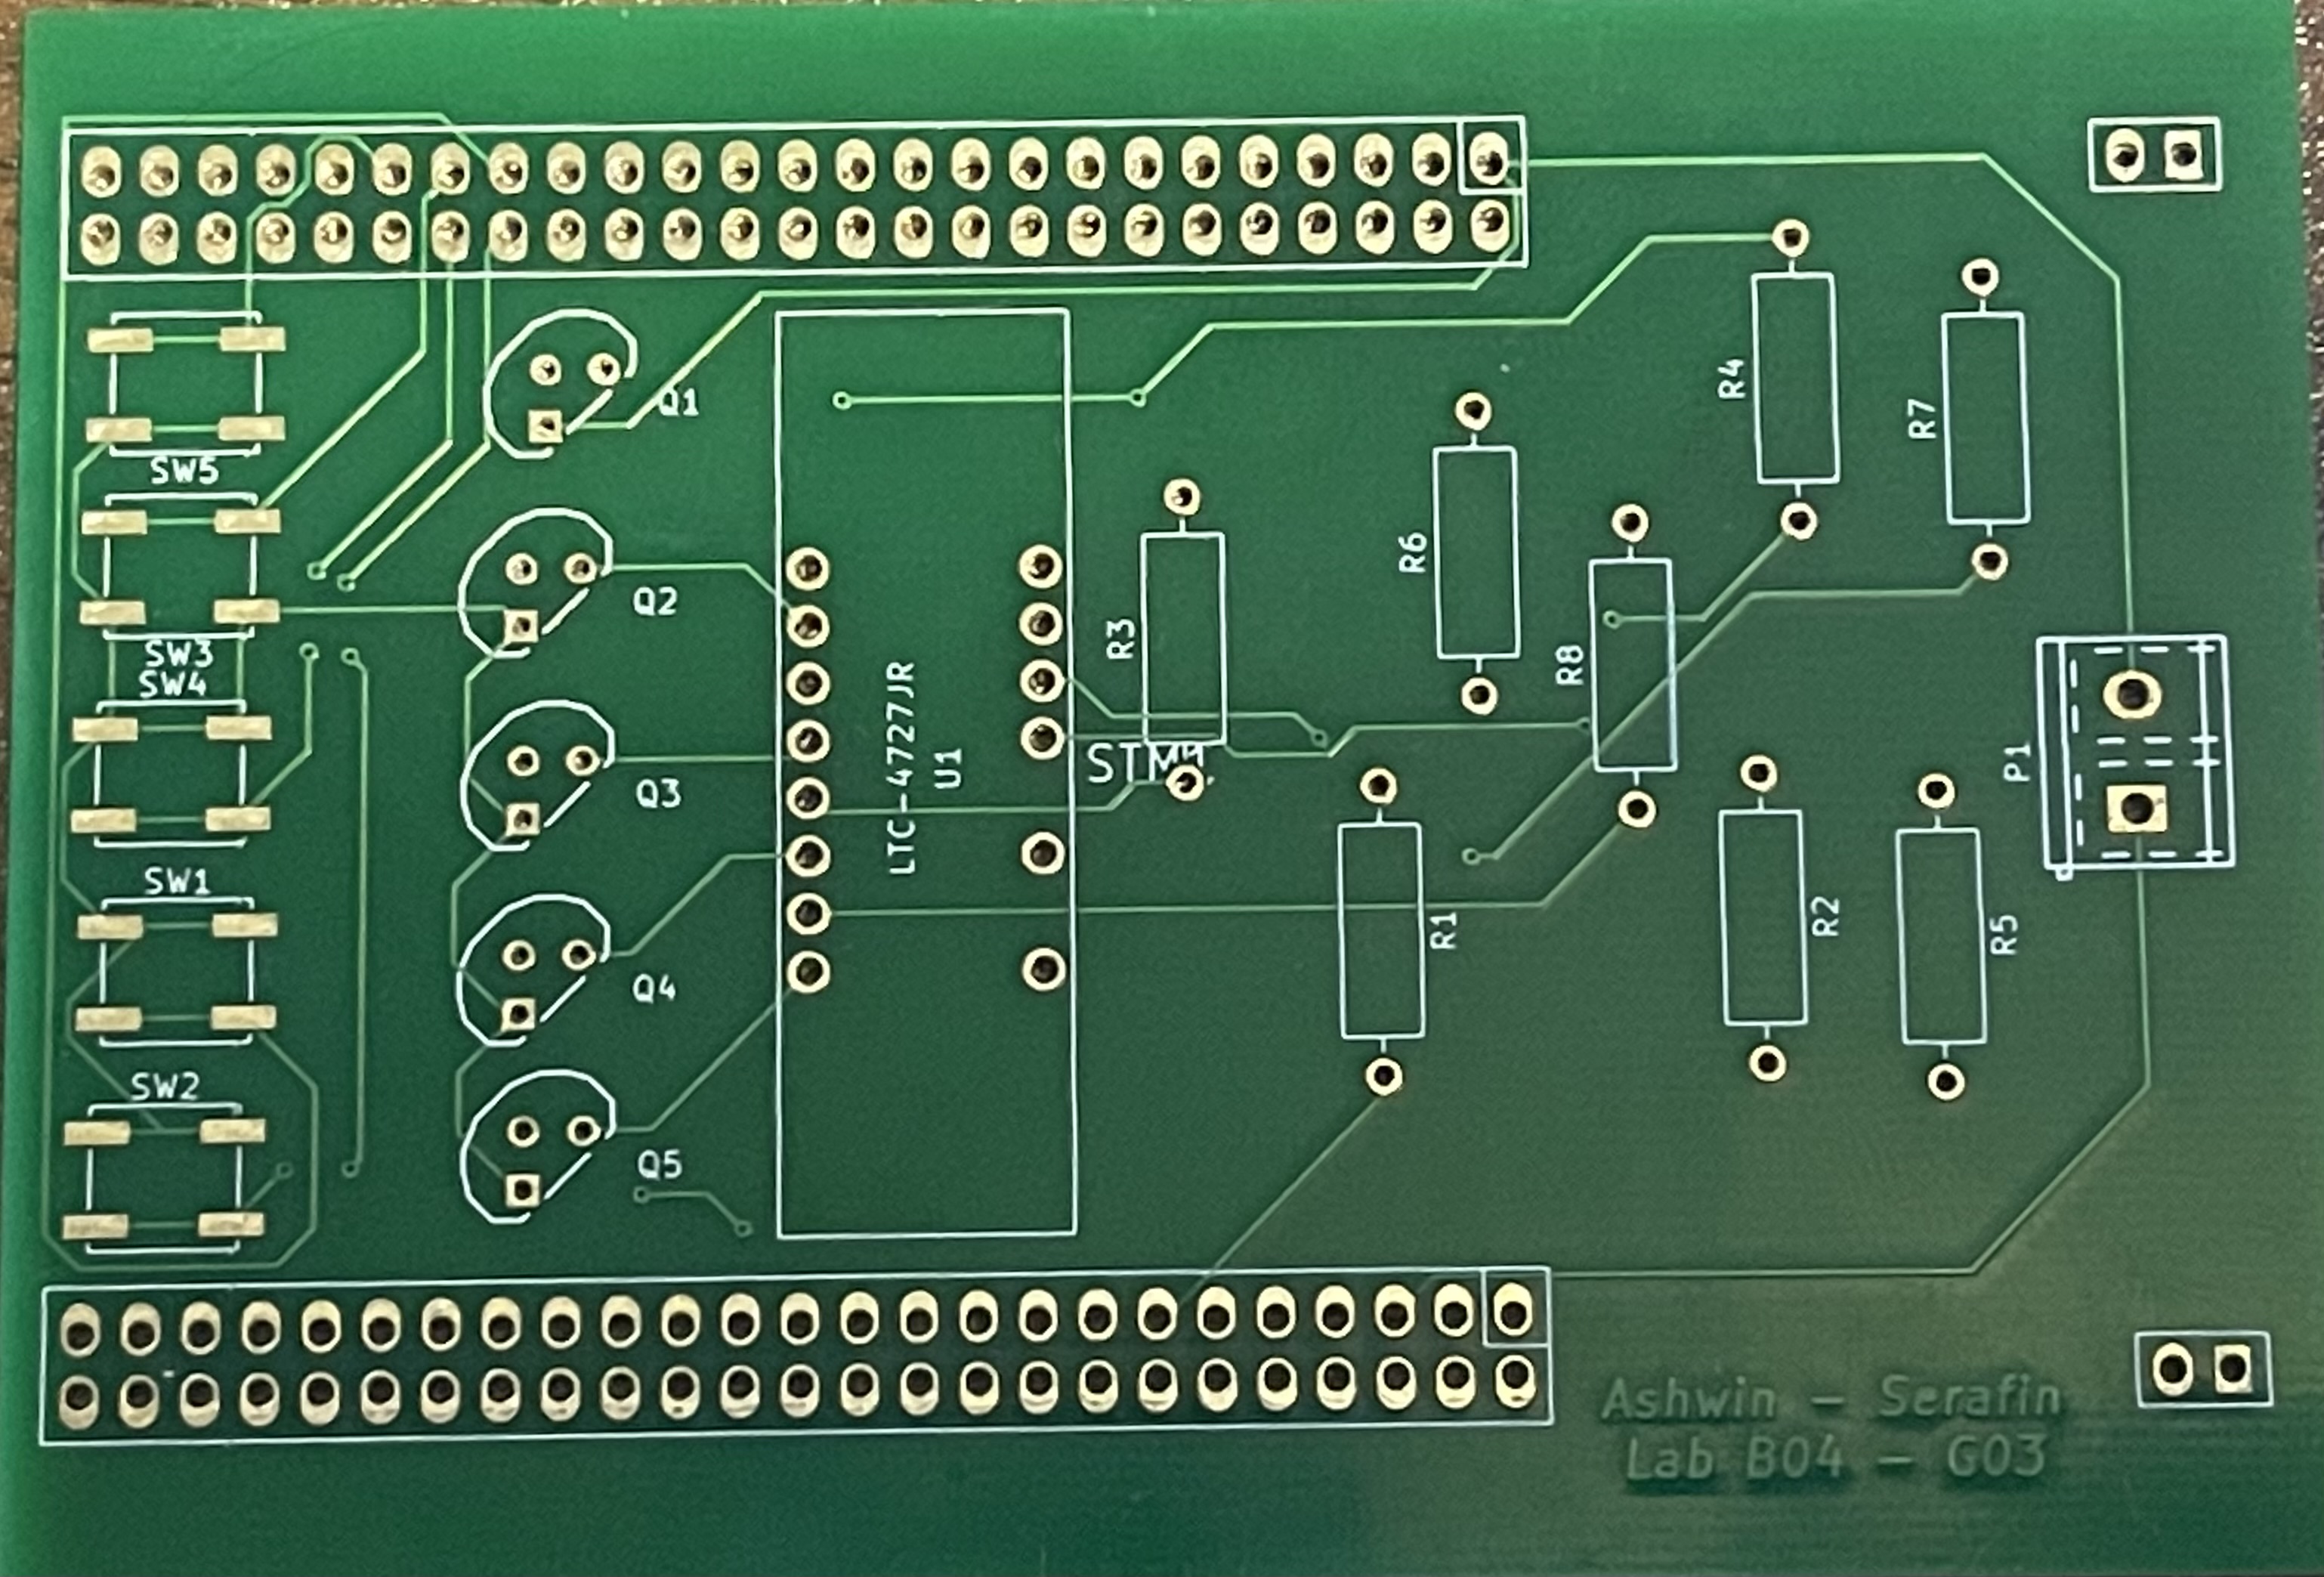 Q1
R4
R7
SW5
R6
Q2
R3
R8
SW3
SW4
LTC-4727JR
U1
STM4
P1
Q3
SW1
R1
R2
R5
Q4
SW2
Q5
Ashwin - Serafin
Lab B04 - G03